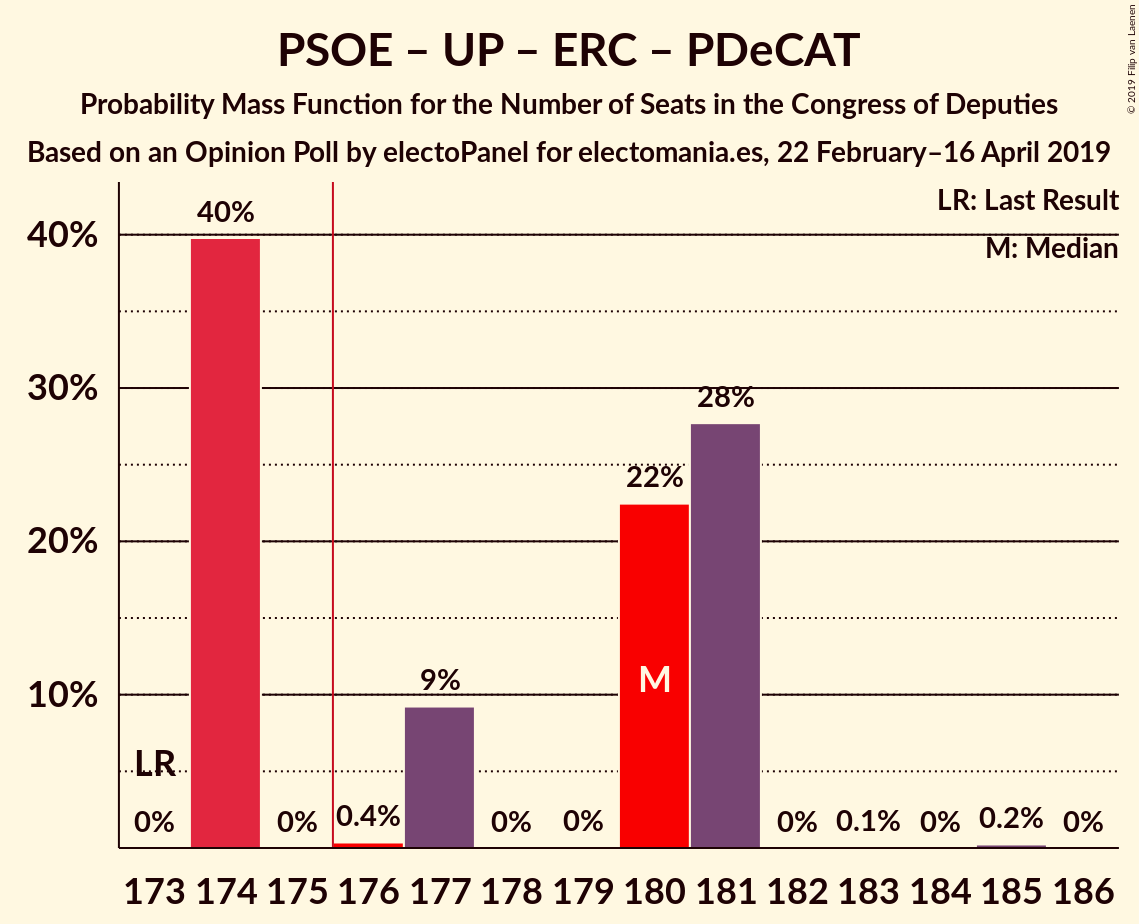 PSOE – UP – ERC – PDeCAT
Probability Mass Function for the Number of Seats in the Congress of Deputies
Based on an Opinion Poll by electoPanel for electomania.es, 22 February–16 April 2019
© 2019 Filip van Laenen
LR: Last Result
M: Median
40%
30%
20%
10%
LR
0%
40%
0%
0.4%
9%
0%
0%
22%
M
28%
0%
0.1%
0%
0.2%
0%
173 174 175 176 177 178 179 180 181 182 183 184 185 186